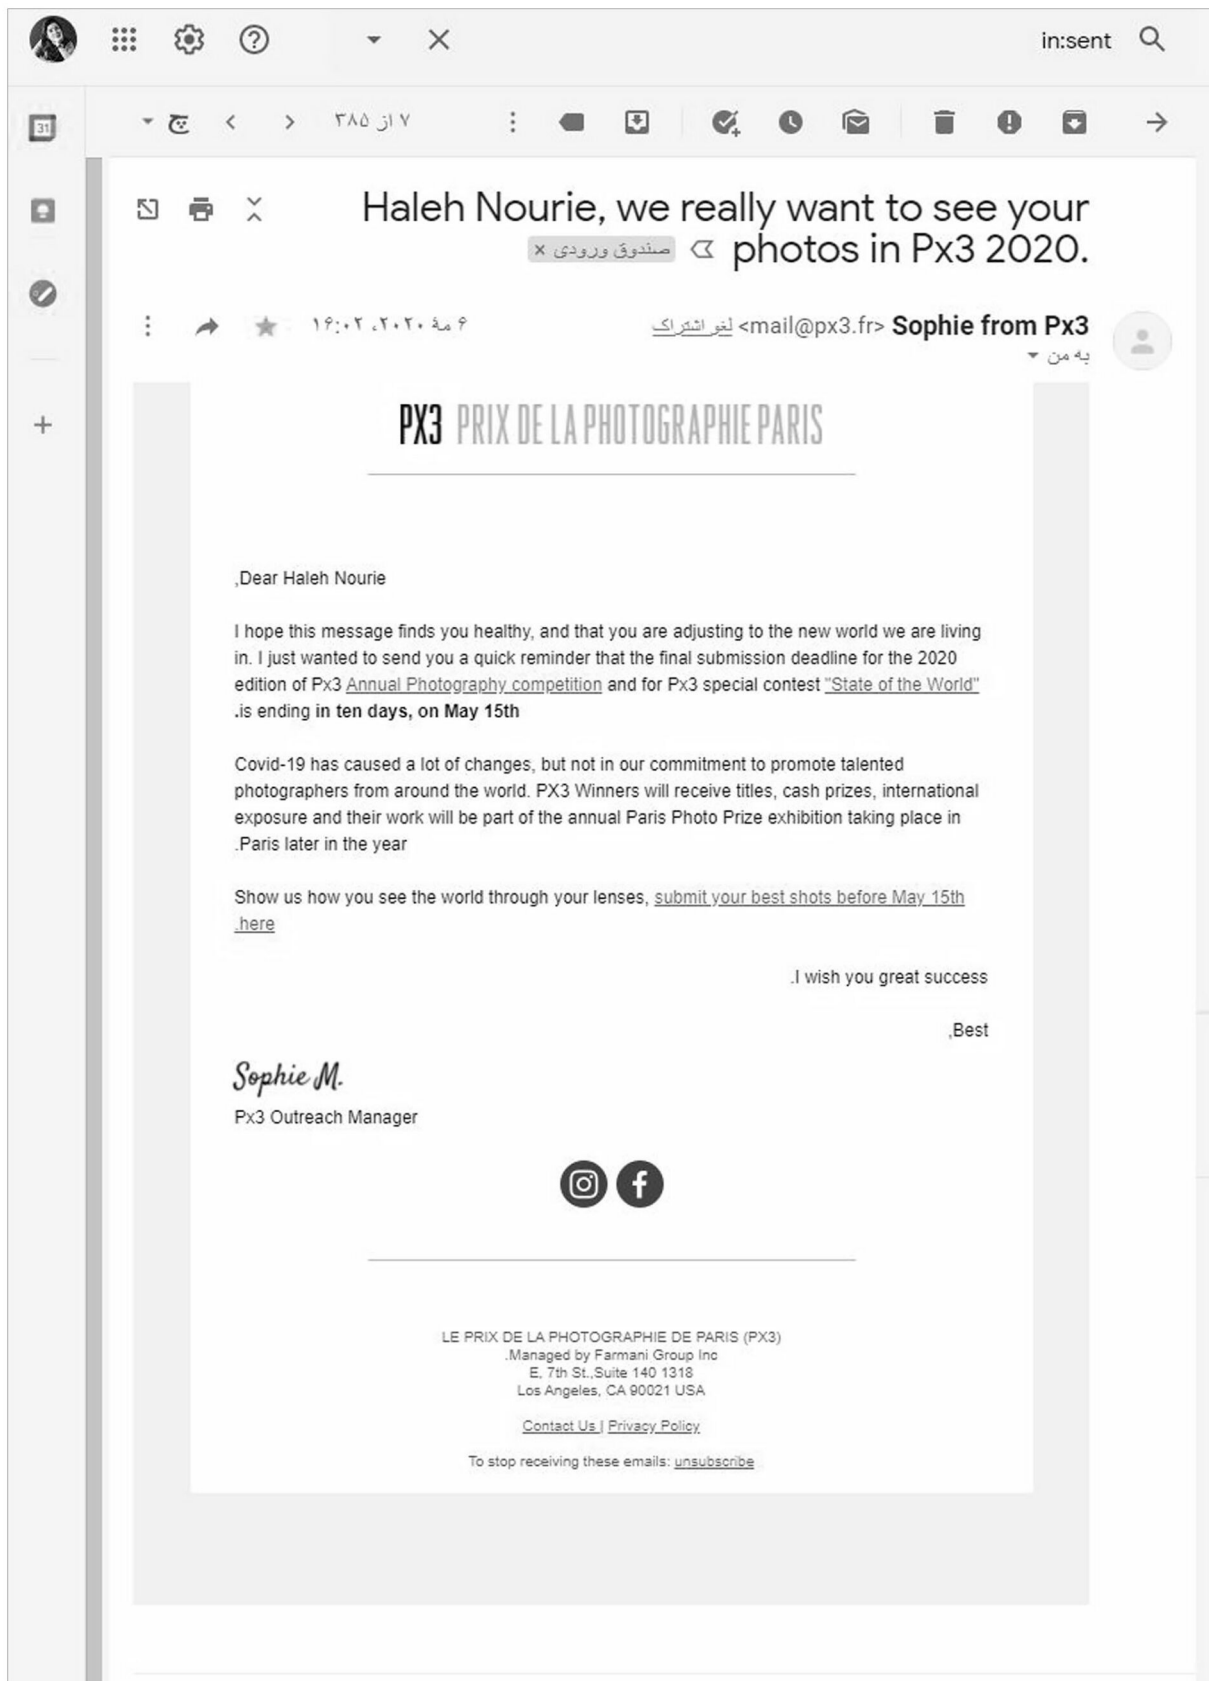 in:sent
31
۷ از ۳۸۵
Haleh Nourie, we really want to see your
photos in Px3 2020.
صندوق ورودی ×
Sophie from Px3 <mail@px3.fr> لغو اشتراک
۶ مهٔ ۲۰۲۰، ۱۶:۰۲
به من
PX3 PRIX DE LA PHOTOGRAPHIE PARIS
,Dear Haleh Nourie
I hope this message finds you healthy, and that you are adjusting to the new world we are living
in. I just wanted to send you a quick reminder that the final submission deadline for the 2020
edition of Px3 Annual Photography competition and for Px3 special contest "State of the World"
.is ending in ten days, on May 15th
Covid-19 has caused a lot of changes, but not in our commitment to promote talented
photographers from around the world. PX3 Winners will receive titles, cash prizes, international
exposure and their work will be part of the annual Paris Photo Prize exhibition taking place in
.Paris later in the year
Show us how you see the world through your lenses, submit your best shots before May 15th
.here
.I wish you great success
,Best
Sophie M.
Px3 Outreach Manager
LE PRIX DE LA PHOTOGRAPHIE DE PARIS (PX3)
.Managed by Farmani Group Inc
E, 7th St.,Suite 140 1318
Los Angeles, CA 90021 USA
Contact Us | Privacy Policy
To stop receiving these emails: unsubscribe